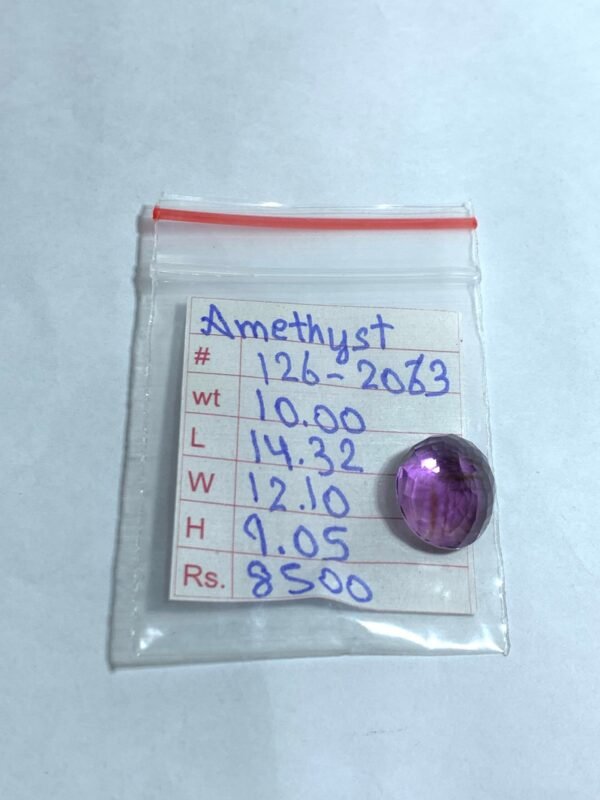 Amethyst
# 126-2063
wt 10.00
L 14.32
W 12.10
H 9.05
Rs. 8500